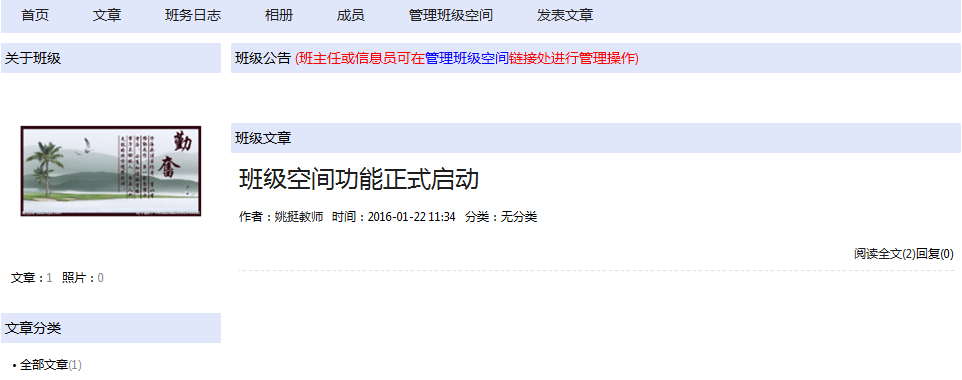 首页 文章 班务日志 相册 成员 管理班级空间 发表文章
关于班级
班级公告 (班主任或信息员可在管理班级空间链接处进行管理操作)
勤奋
班级文章
班级空间功能正式启动
作者：姚挺教师 时间：2016-01-22 11:34 分类：无分类
阅读全文(2)回复(0)
文章：1 照片：0
文章分类
• 全部文章(1)